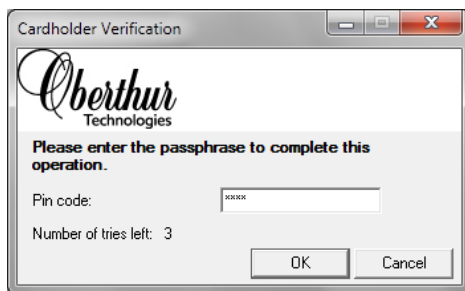 Cardholder Verification
Oberthur
Technologies
Please enter the passphrase to complete this
operation.
Pin code:
xxxx
Number of tries left: 3
OK
Cancel